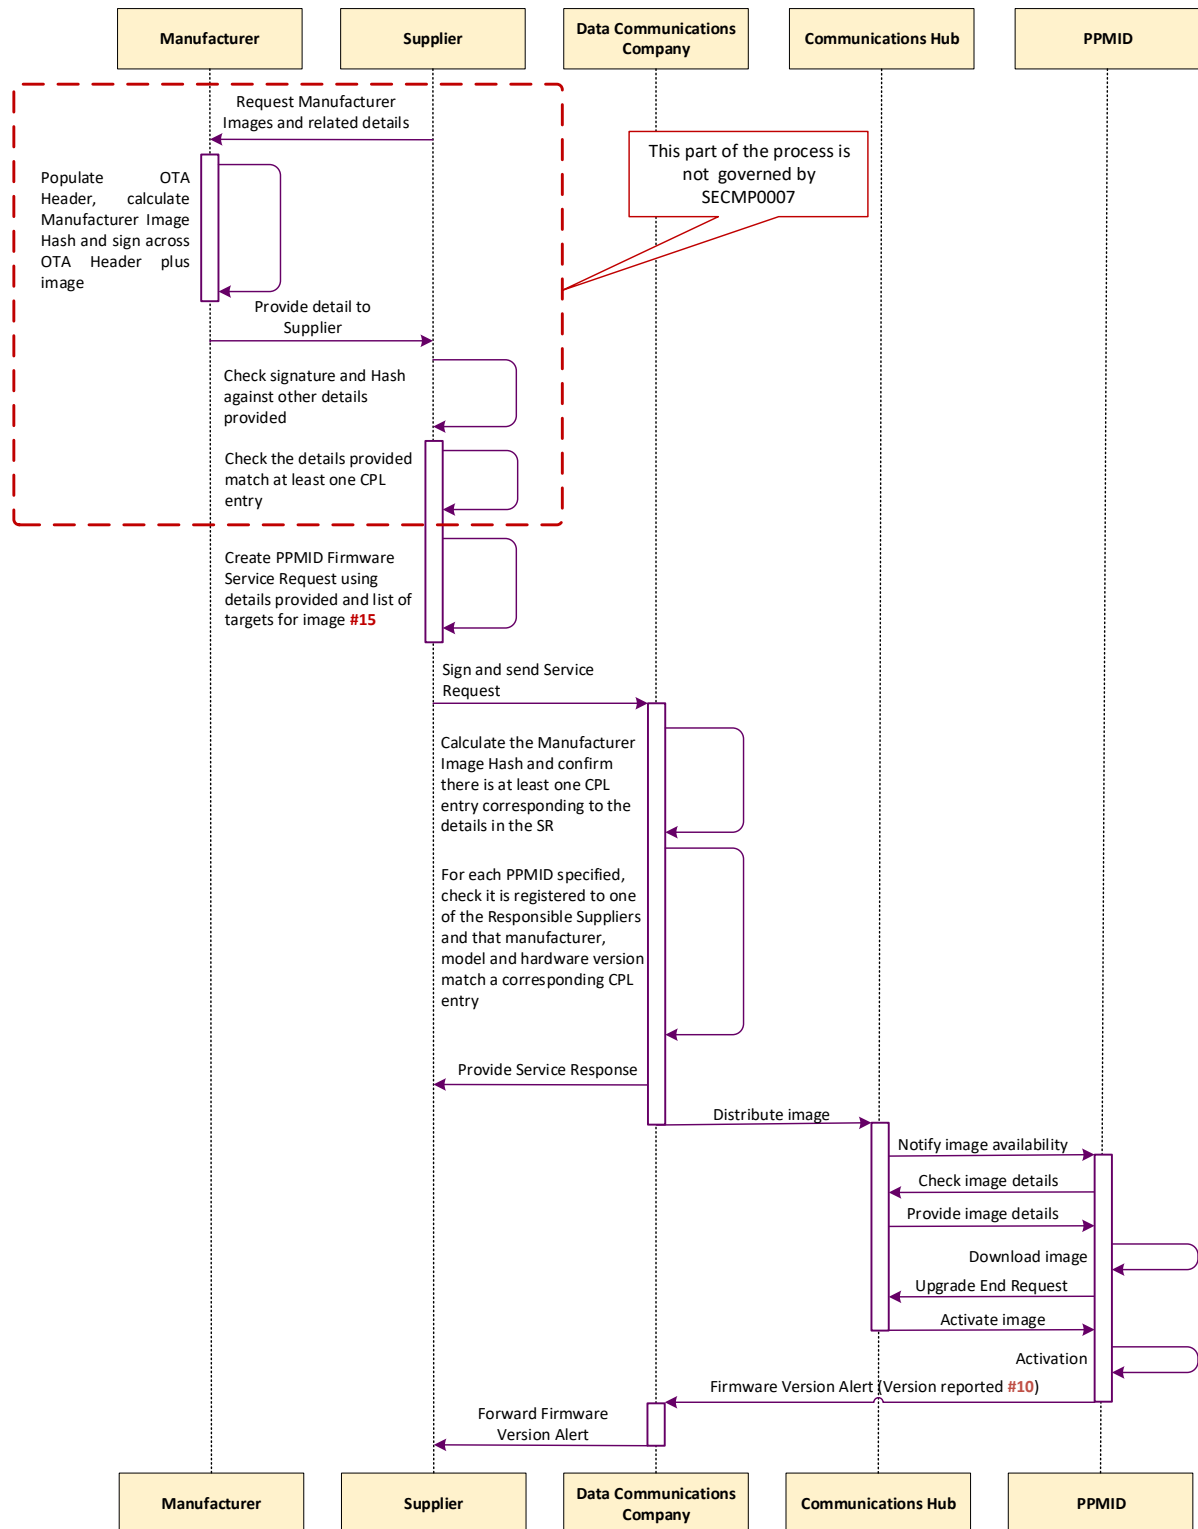 Manufacturer
Supplier
Data Communications
Company
Communications Hub
PPMID
Request Manufacturer
Images and related details
This part of the process is
not governed by
SECMP0007
Populate OTA
Header, calculate
Manufacturer Image
Hash and sign across
OTA Header plus
image
Provide detail to
Supplier
Check signature and Hash
against other details
provided
Check the details provided
match at least one CPL
entry
Create PPMID Firmware
Service Request using
details provided and list of
targets for image #15
Sign and send Service
Request
Calculate the Manufacturer
Image Hash and confirm
there is at least one CPL
entry corresponding to the
details in the SR
For each PPMID specified,
check it is registered to one
of the Responsible Suppliers
and that manufacturer,
model and hardware version
match a corresponding CPL
entry
Provide Service Response
Distribute image
Notify image availability
Check image details
Provide image details
Download image
Upgrade End Request
Activate image
Activation
Firmware Version Alert (Version reported #10)
Forward Firmware
Version Alert
Manufacturer
Supplier
Data Communications
Company
Communications Hub
PPMID